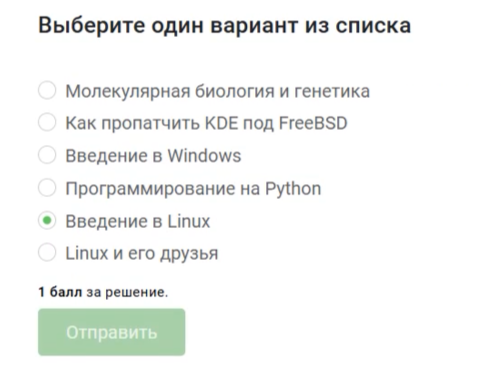 Выберите один вариант из списка
Молекулярная биология и генетика
Как пропатчить KDE под FreeBSD
Введение в Windows
Программирование на Python
Введение в Linux
Linux и его друзья
1 балл за решение.
Отправить